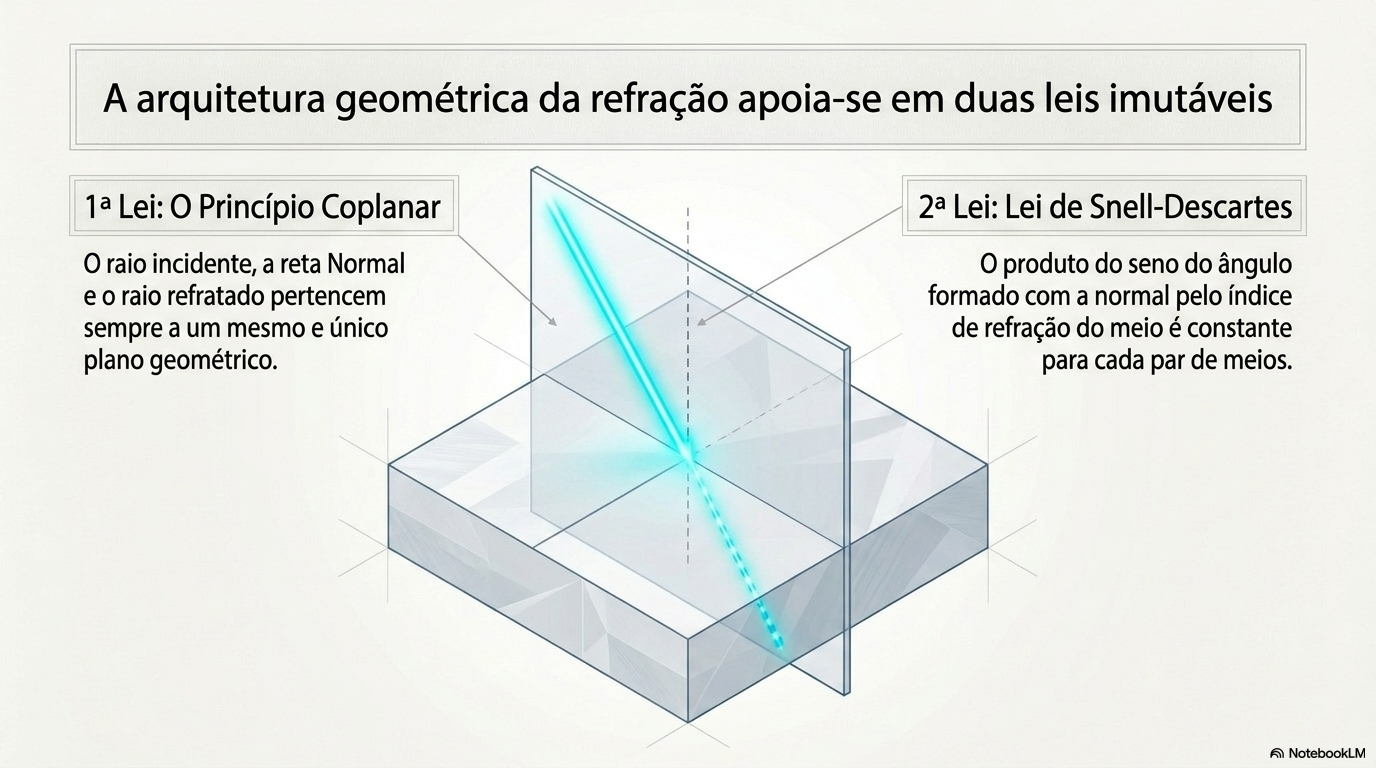 A arquitetura geométrica da refração apoia-se em duas leis imutáveis
1ª Lei: O Princípio Coplanar
O raio incidente, a reta Normal
e o raio refratado pertencem
sempre a um mesmo e único
plano geométrico.
2ª Lei: Lei de Snell-Descartes
O produto do seno do ângulo
formado com a normal pelo índice
de refração do meio é constante
para cada par de meios.
NotebookLM